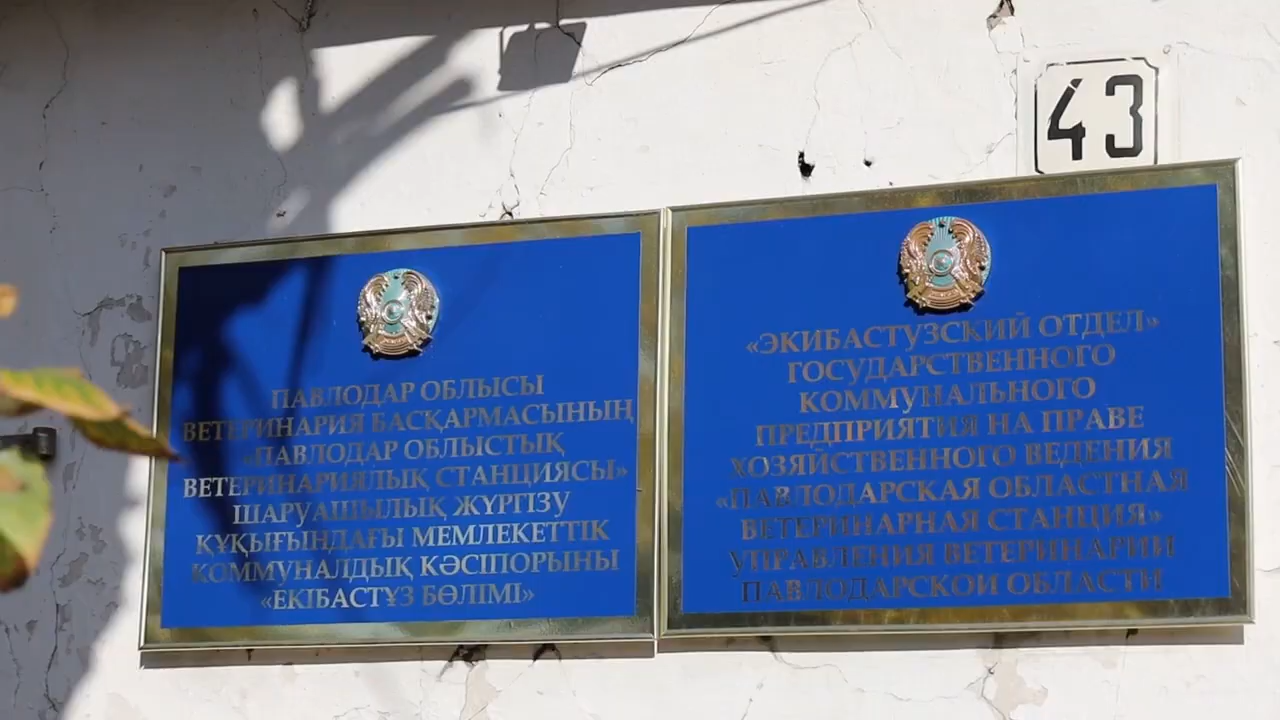 43
ПАВЛОДАР ОБЛЫСЫ
ВЕТЕРИНАРИЯ БАСҚАРМАСЫНЫҢ
«ПАВЛОДАР ОБЛЫСТЫҚ
ВЕТЕРИНАРИЯЛЫҚ СТАНЦИЯСЫ»
ШАРУАШЫЛЫҚ ЖҮРГІЗУ
ҚҰҚЫҒЫНДАҒЫ МЕМЛЕКЕТТІК
КОММУНАЛДЫҚ КӘСІПОРЫНЫ
«ЕКІБАСТҰЗ БӨЛІМІ»
«ЭКИБАСТУЗСКИЙ ОТДЕЛ»
ГОСУДАРСТВЕННОГО
КОММУНАЛЬНОГО
ПРЕДПРИЯТИЯ НА ПРАВЕ
ХОЗЯЙСТВЕННОГО ВЕДЕНИЯ
«ПАВЛОДАРСКАЯ ОБЛАСТНАЯ
ВЕТЕРИНАРНАЯ СТАНЦИЯ»
УПРАВЛЕНИЯ ВЕТЕРИНАРИИ
ПАВЛОДАРСКОЙ ОБЛАСТИ